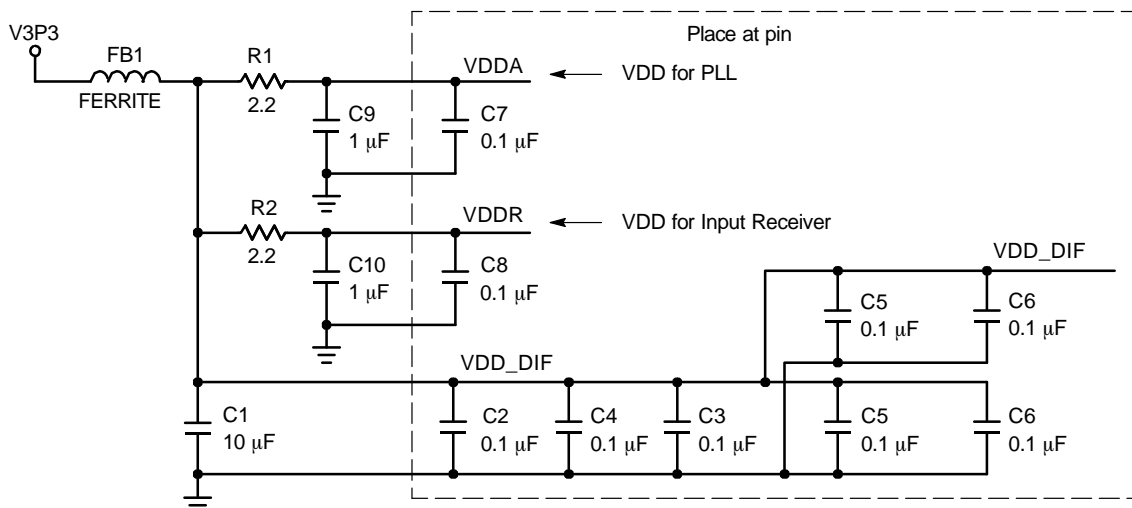 Place at pin
V3P3
FB1
FERRITE
R1
2.2
VDDA
VDD for PLL
C9
1 μF
C7
0.1 μF
R2
2.2
VDDR
VDD for Input Receiver
C10
1 μF
C8
0.1 μF
VDD_DIF
C5
0.1 μF
C6
0.1 μF
VDD_DIF
C1
10 μF
C2
0.1 μF
C4
0.1 μF
C3
0.1 μF
C5
0.1 μF
C6
0.1 μF